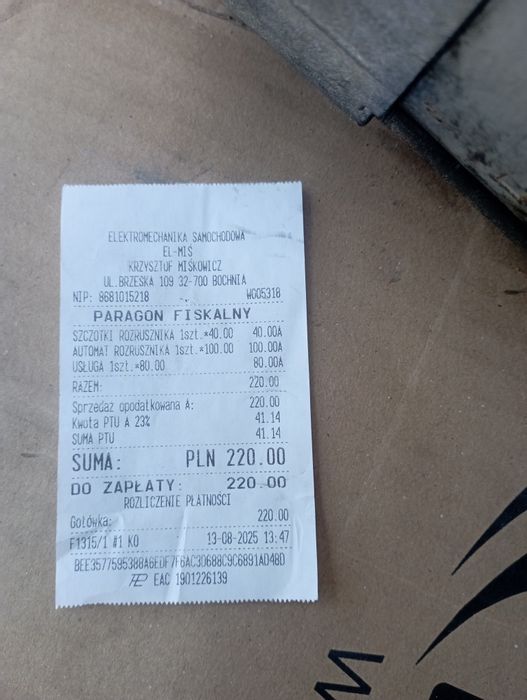 ELEKTROMECHANIKA SAMOCHODOWA
EL-MIŚ
KRZYSZTOF MIŚKOWICZ
UL.BRZESKA 109 32-700 BOCHNIA
NIP: 8681015218 WG05318
PARAGON FISKALNY
SZCZOTKI ROZRUSZNIKA 1szt.*40.00 40.00A
AUTOMAT ROZRUSZNIKA 1szt.*100.00 100.00A
USŁUGA 1szt.*80.00 80.00A
RAZEM: 220.00
Sprzedaż opodatkowana A: 220.00
Kwota PTU A 23% 41.14
SUMA PTU 41.14
SUMA: PLN 220.00
DO ZAPŁATY: 220.00
ROZLICZENIE PŁATNOŚCI
Gotówka: 220.00
F1315/1 #1 KO 13-08-2025 13:47
BEE3577595388A6EDF7F6AC3D688C9C6891AD48D
EAC 1901226139
M